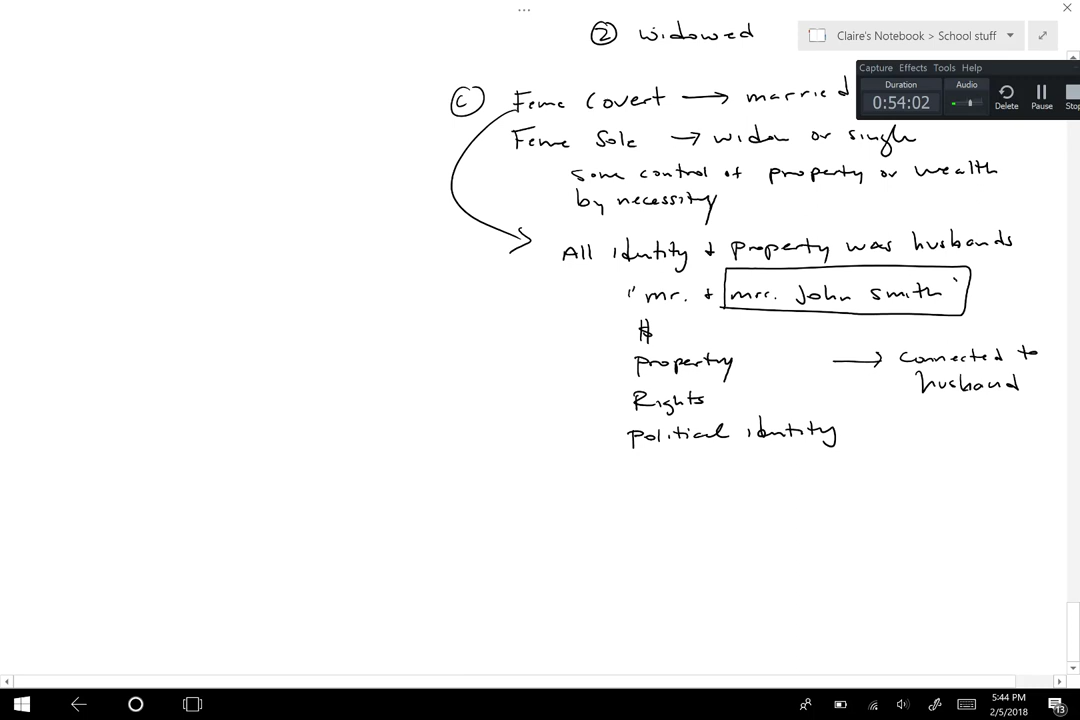 ...
② widowed
Claire's Notebook > School stuff
Capture Effects Tools Help
Duration
Audio
0:54:02
Delete
Pause
Stop
Ⓒ Feme Covert → married
Feme Sole → widow or single
some control of property or wealth
by necessity
All identity + property was husbands
"mr. + mrs. John Smith"
$
property
Rights
political identity
→ connected to
husband
5:44 PM
2/5/2018
13